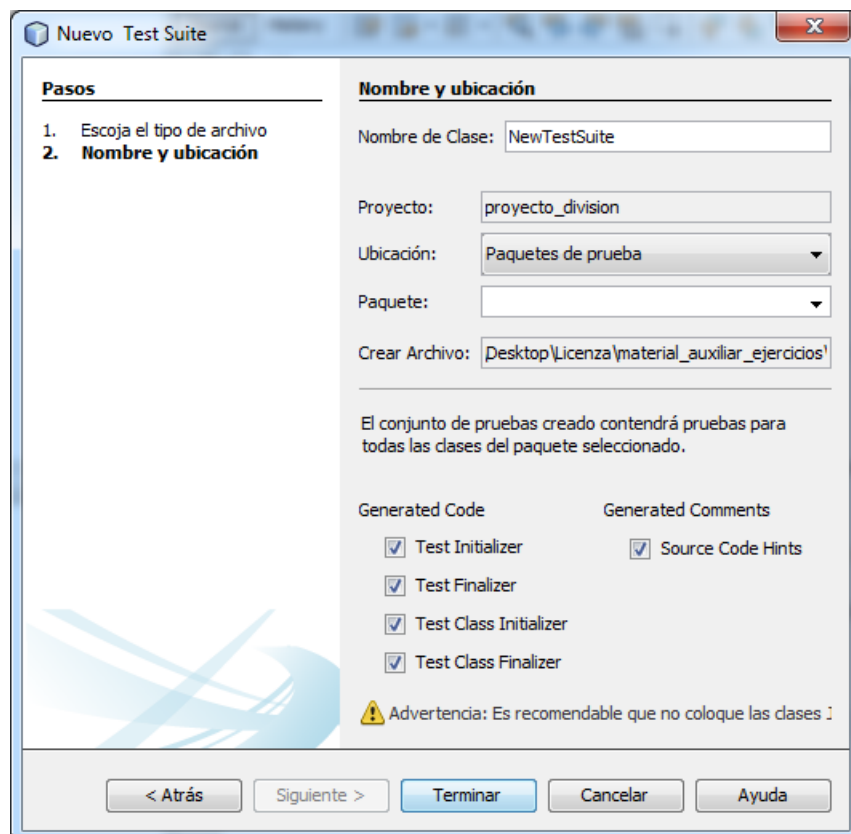 Nuevo Test Suite
Pasos
1. Escoja el tipo de archivo
2. Nombre y ubicación
Nombre y ubicación
Nombre de Clase: NewTestSuite
Proyecto: proyecto_division
Ubicación: Paquetes de prueba
Paquete:
Crear Archivo: Desktop\Licenza\material_auxiliar_ejercicios\
El conjunto de pruebas creado contendrá pruebas para
todas las clases del paquete seleccionado.
Generated Code Generated Comments
Test Initializer Source Code Hints
Test Finalizer
Test Class Initializer
Test Class Finalizer
Advertencia: Es recomendable que no coloque las clases
< Atrás Siguiente > Terminar Cancelar Ayuda